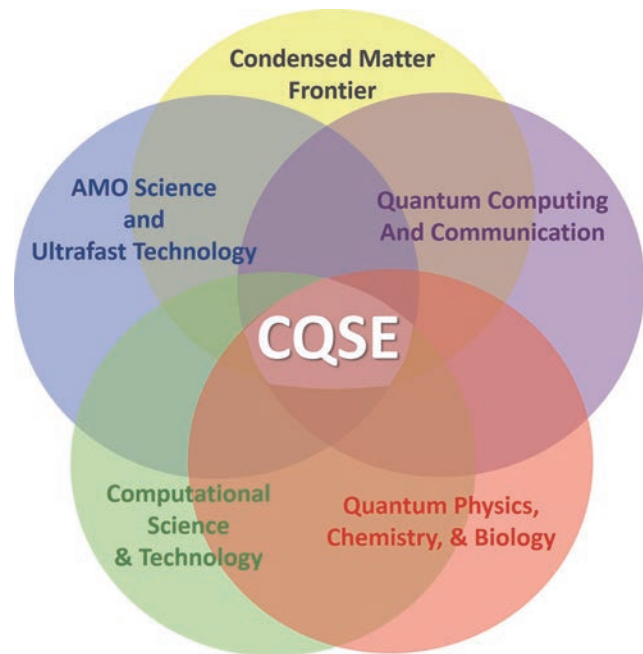 Condensed Matter
Frontier
AMO Science
and
Ultrafast Technology
Quantum Computing
And Communication
CQSE
Computational
Science
& Technology
Quantum Physics,
Chemistry, & Biology